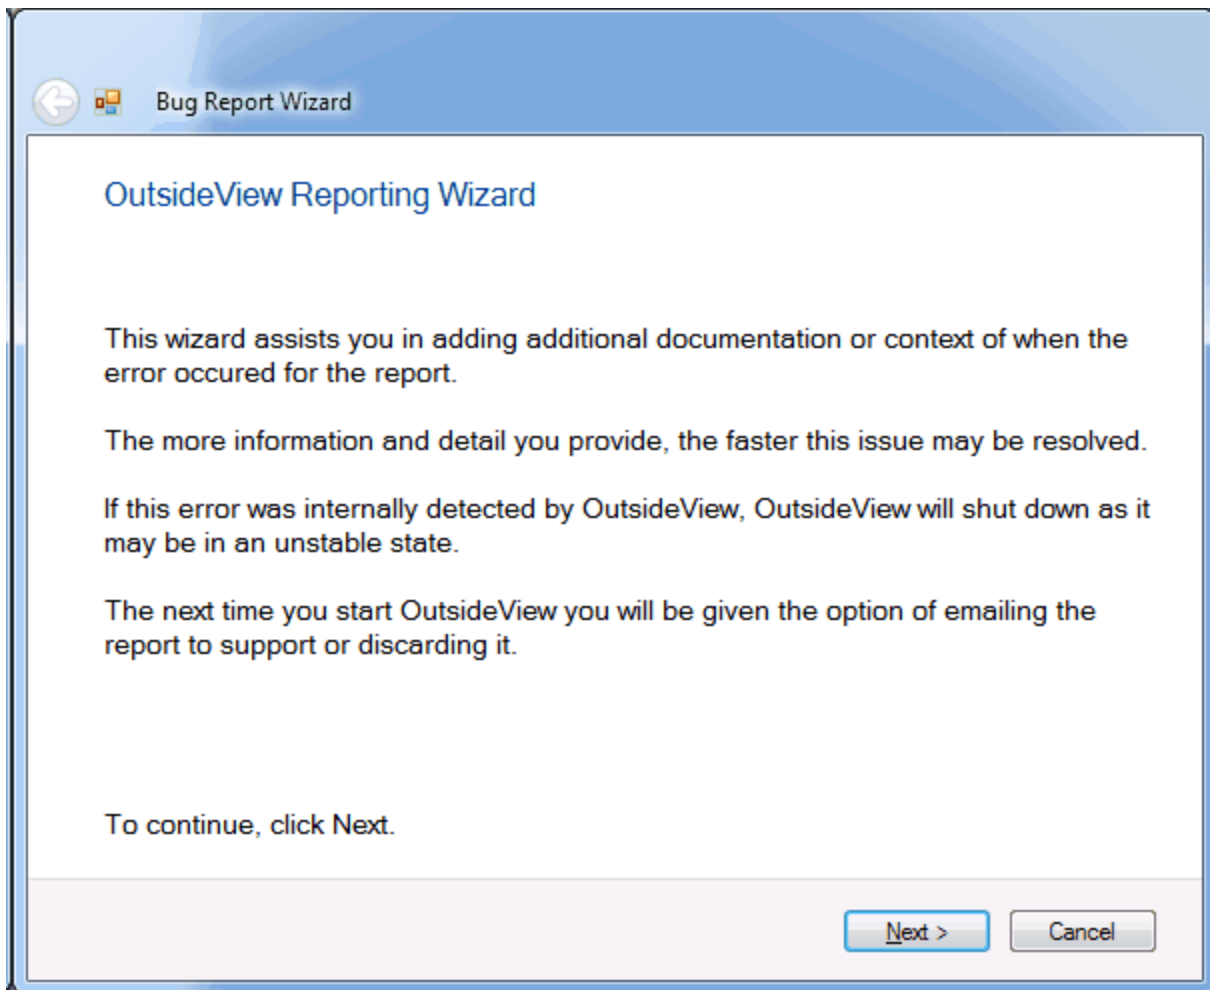 Bug Report Wizard
OutsideView Reporting Wizard
This wizard assists you in adding additional documentation or context of when the
error occured for the report.
The more information and detail you provide, the faster this issue may be resolved.
If this error was internally detected by OutsideView, OutsideView will shut down as it
may be in an unstable state.
The next time you start OutsideView you will be given the option of emailing the
report to support or discarding it.
To continue, click Next.
Next >
Cancel